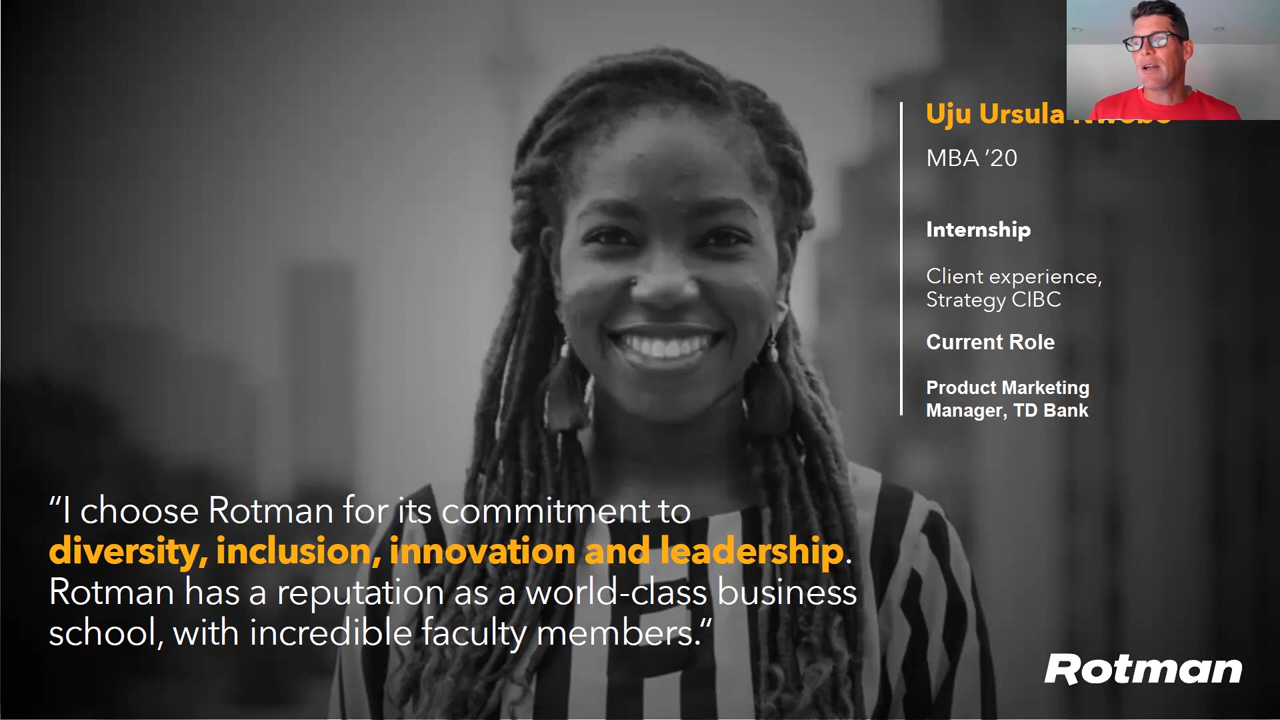 Uju Ursula
MBA ’20
Internship
Client experience,
Strategy CIBC
Current Role
Product Marketing
Manager, TD Bank
“I choose Rotman for its commitment to
diversity, inclusion, innovation and leadership.
Rotman has a reputation as a world-class business
school, with incredible faculty members.“
Rotman